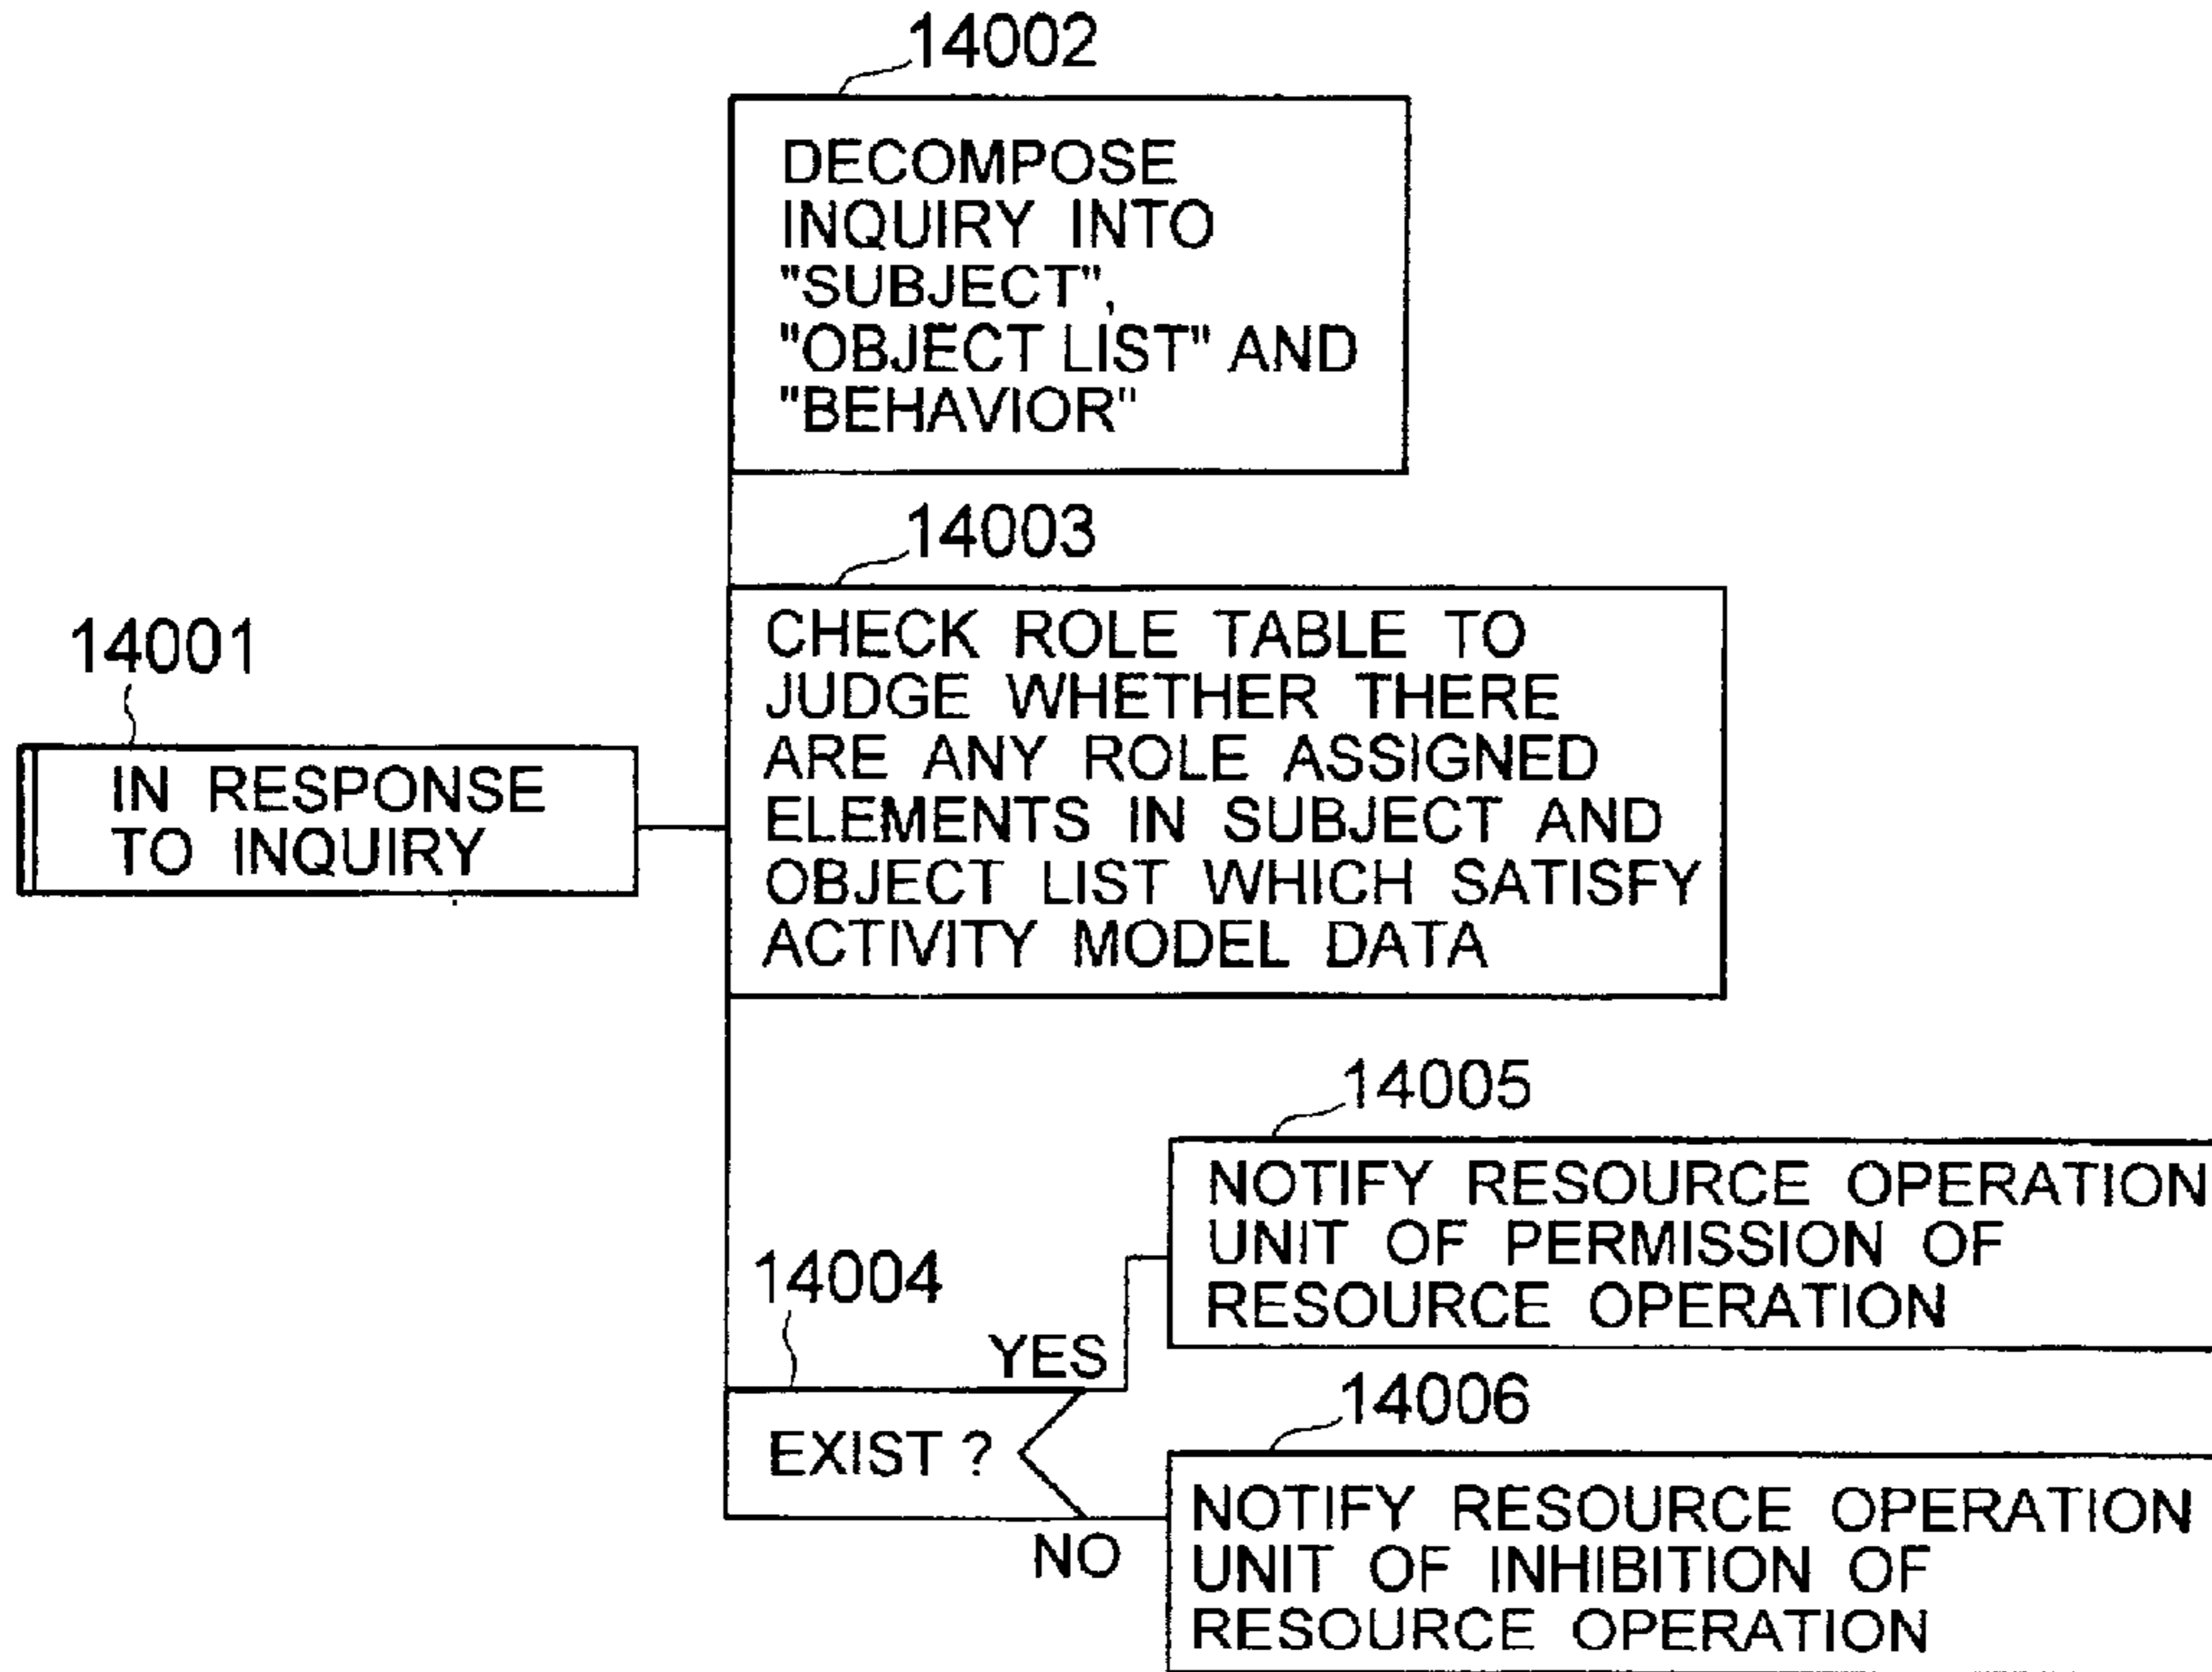 14002
DECOMPOSE
INQUIRY INTO
"SUBJECT",
"OBJECT LIST" AND
"BEHAVIOR"
14003
CHECK ROLE TABLE TO
JUDGE WHETHER THERE
ARE ANY ROLE ASSIGNED
ELEMENTS IN SUBJECT AND
OBJECT LIST WHICH SATISFY
ACTIVITY MODEL DATA
14001
IN RESPONSE
TO INQUIRY
14005
NOTIFY RESOURCE OPERATION
UNIT OF PERMISSION OF
RESOURCE OPERATION
14004
YES
EXIST ?
NO
14006
NOTIFY RESOURCE OPERATION
UNIT OF INHIBITION OF
RESOURCE OPERATION